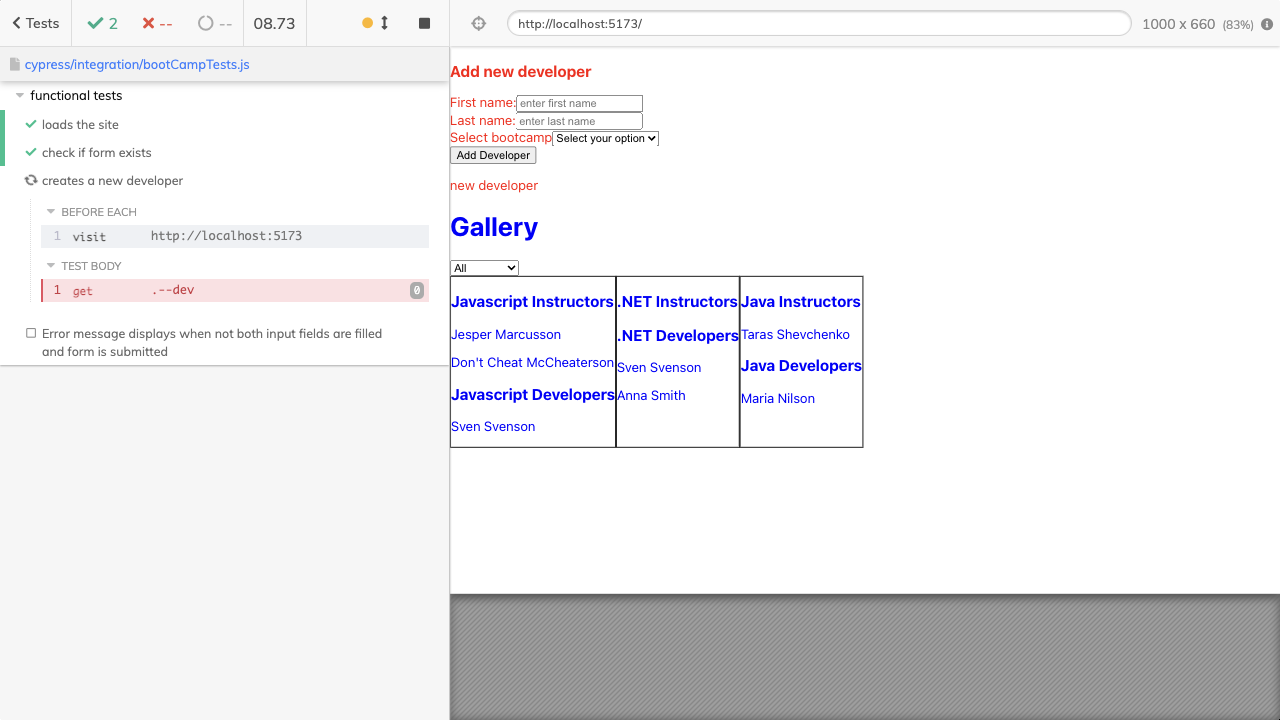 Tests
2
--
--
08.73
http://localhost:5173/
1000 x 660 (83%)
cypress/integration/bootCampTests.js
functional tests
loads the site
check if form exists
creates a new developer
BEFORE EACH
1 visit http://localhost:5173
TEST BODY
1 get .--dev 0
Error message displays when not both input fields are filled
and form is submitted
Add new developer
First name: enter first name
Last name: enter last name
Select bootcamp Select your option
Add Developer
new developer
Gallery
All
Javascript Instructors
Jesper Marcusson
Don't Cheat McCheaterson
Javascript Developers
Sven Svenson
.NET Instructors
.NET Developers
Sven Svenson
Anna Smith
Java Instructors
Taras Shevchenko
Java Developers
Maria Nilson